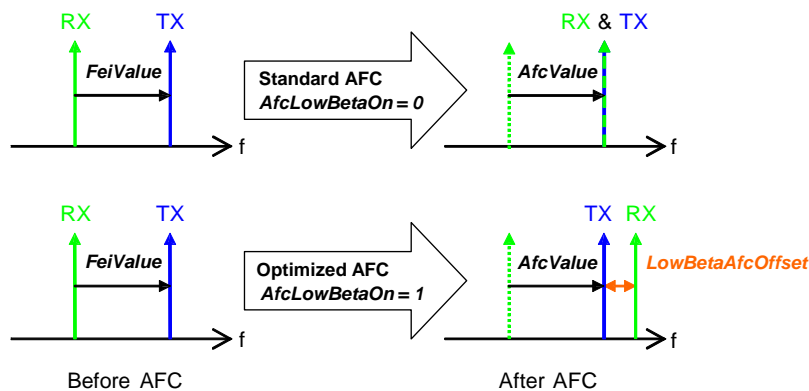 RX TX RX & TX
FeiValue Standard AFC AfcValue
AfcLowBetaOn = 0
f f
RX TX TX RX
FeiValue Optimized AFC AfcValue LowBetaAfcOffset
AfcLowBetaOn = 1
f f
Before AFC After AFC